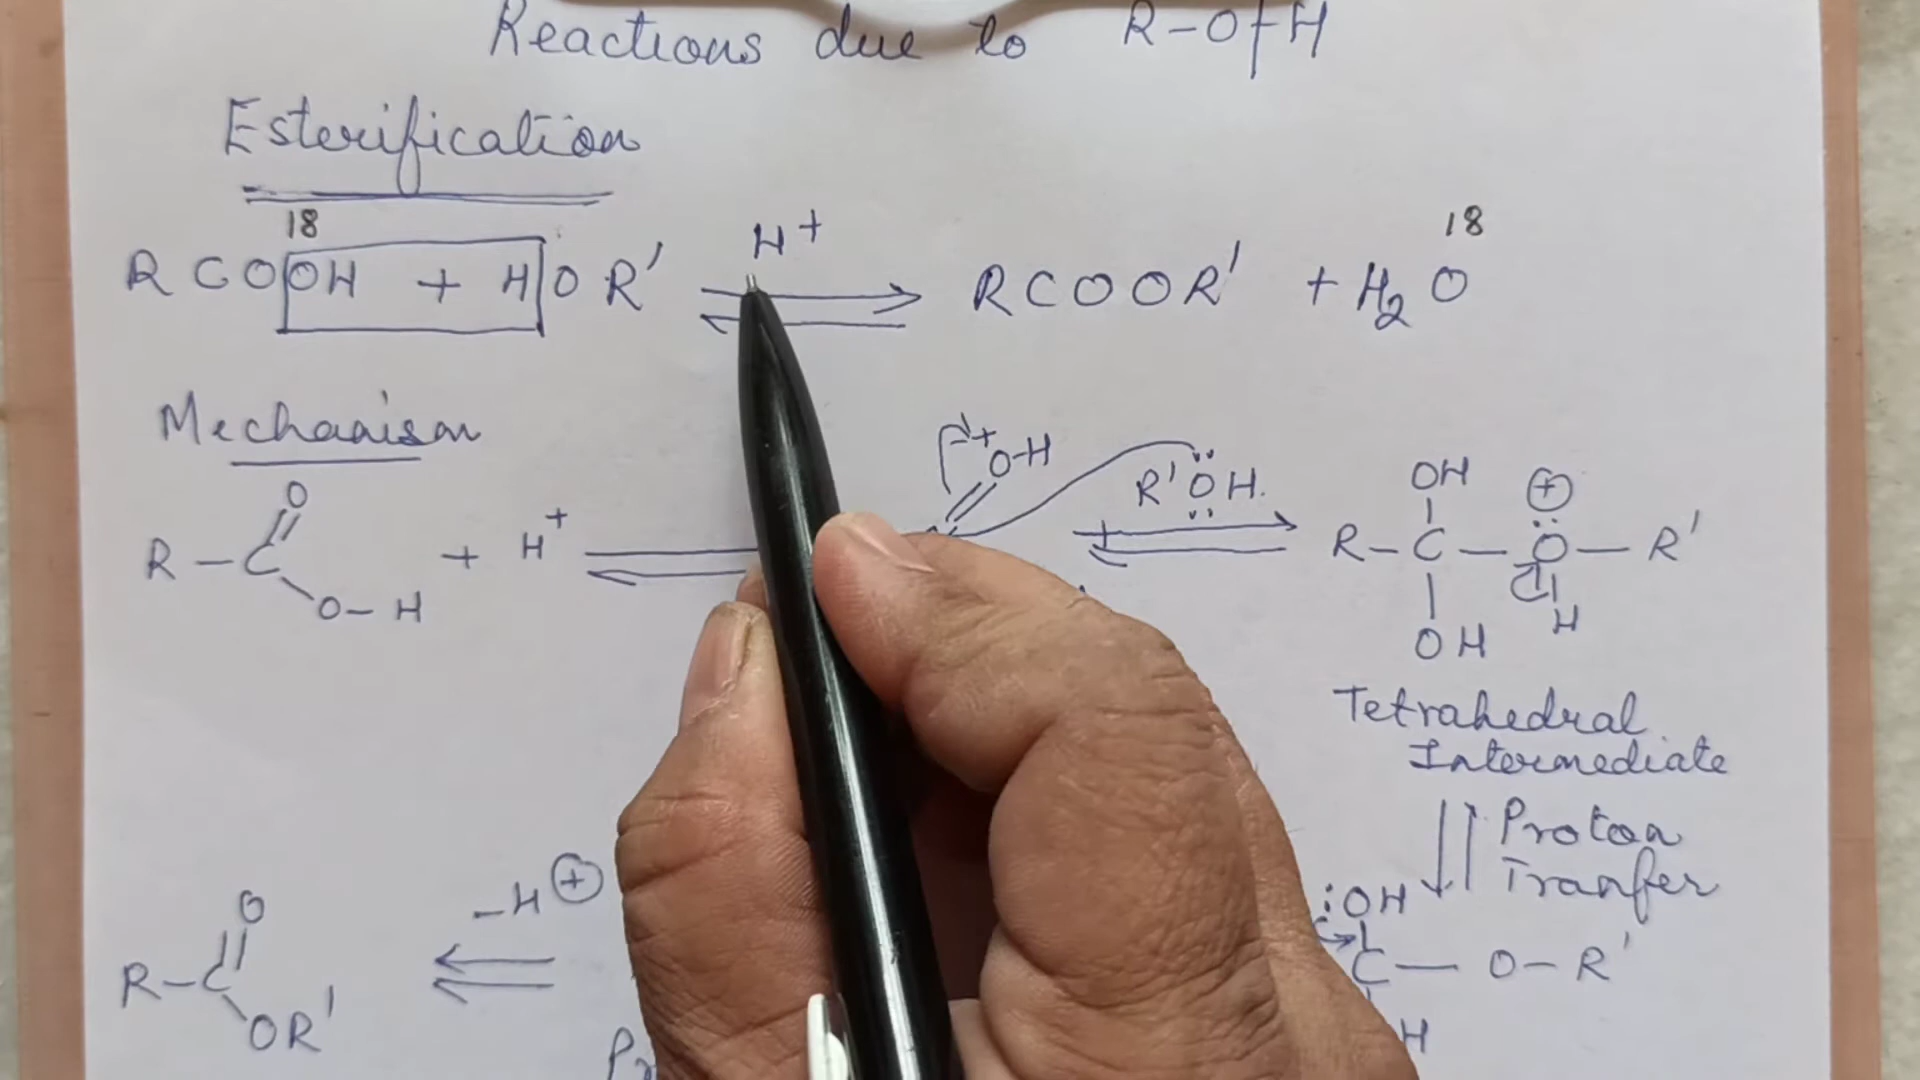 Reactions due to R-O-H
Esterification
18 18
RCOOH + HOR' H+ ⇌ RCOOR' + H2O
Mechanism
R-C O O-H + H+ ⇌ O-H + R'OH ⇌ R-C-O-R' OH OH H ⊕
Tetrahedral
Intermediate
Proton
Tranfer
R-C O OR' -H⊕ ⇌ :OH C-O-R' H